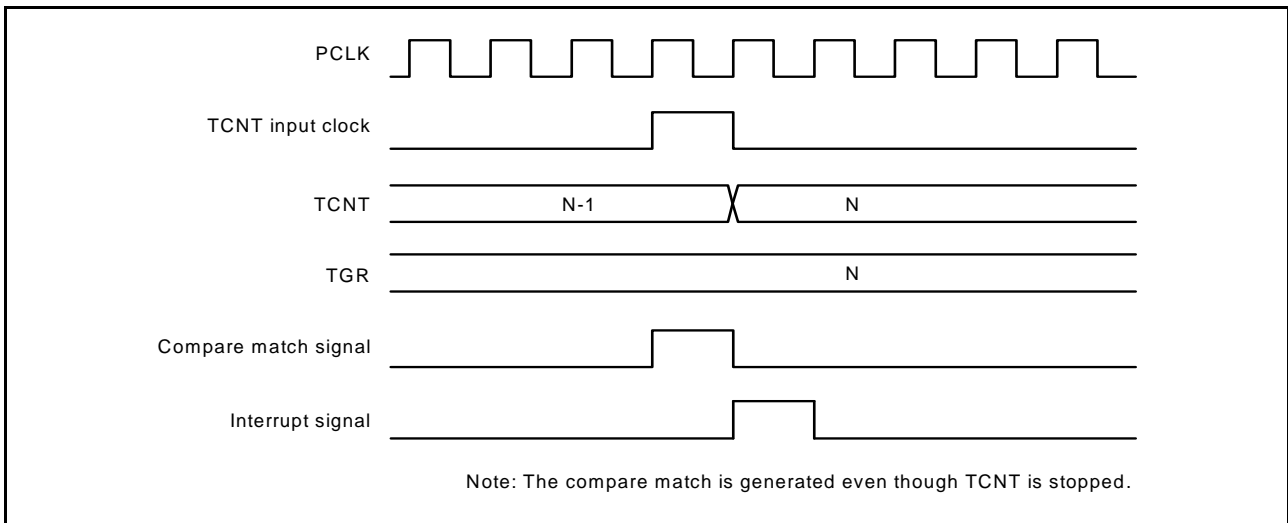 PCLK
TCNT input clock
TCNT
N-1
N
TGR
N
Compare match signal
Interrupt signal
Note: The compare match is generated even though TCNT is stopped.